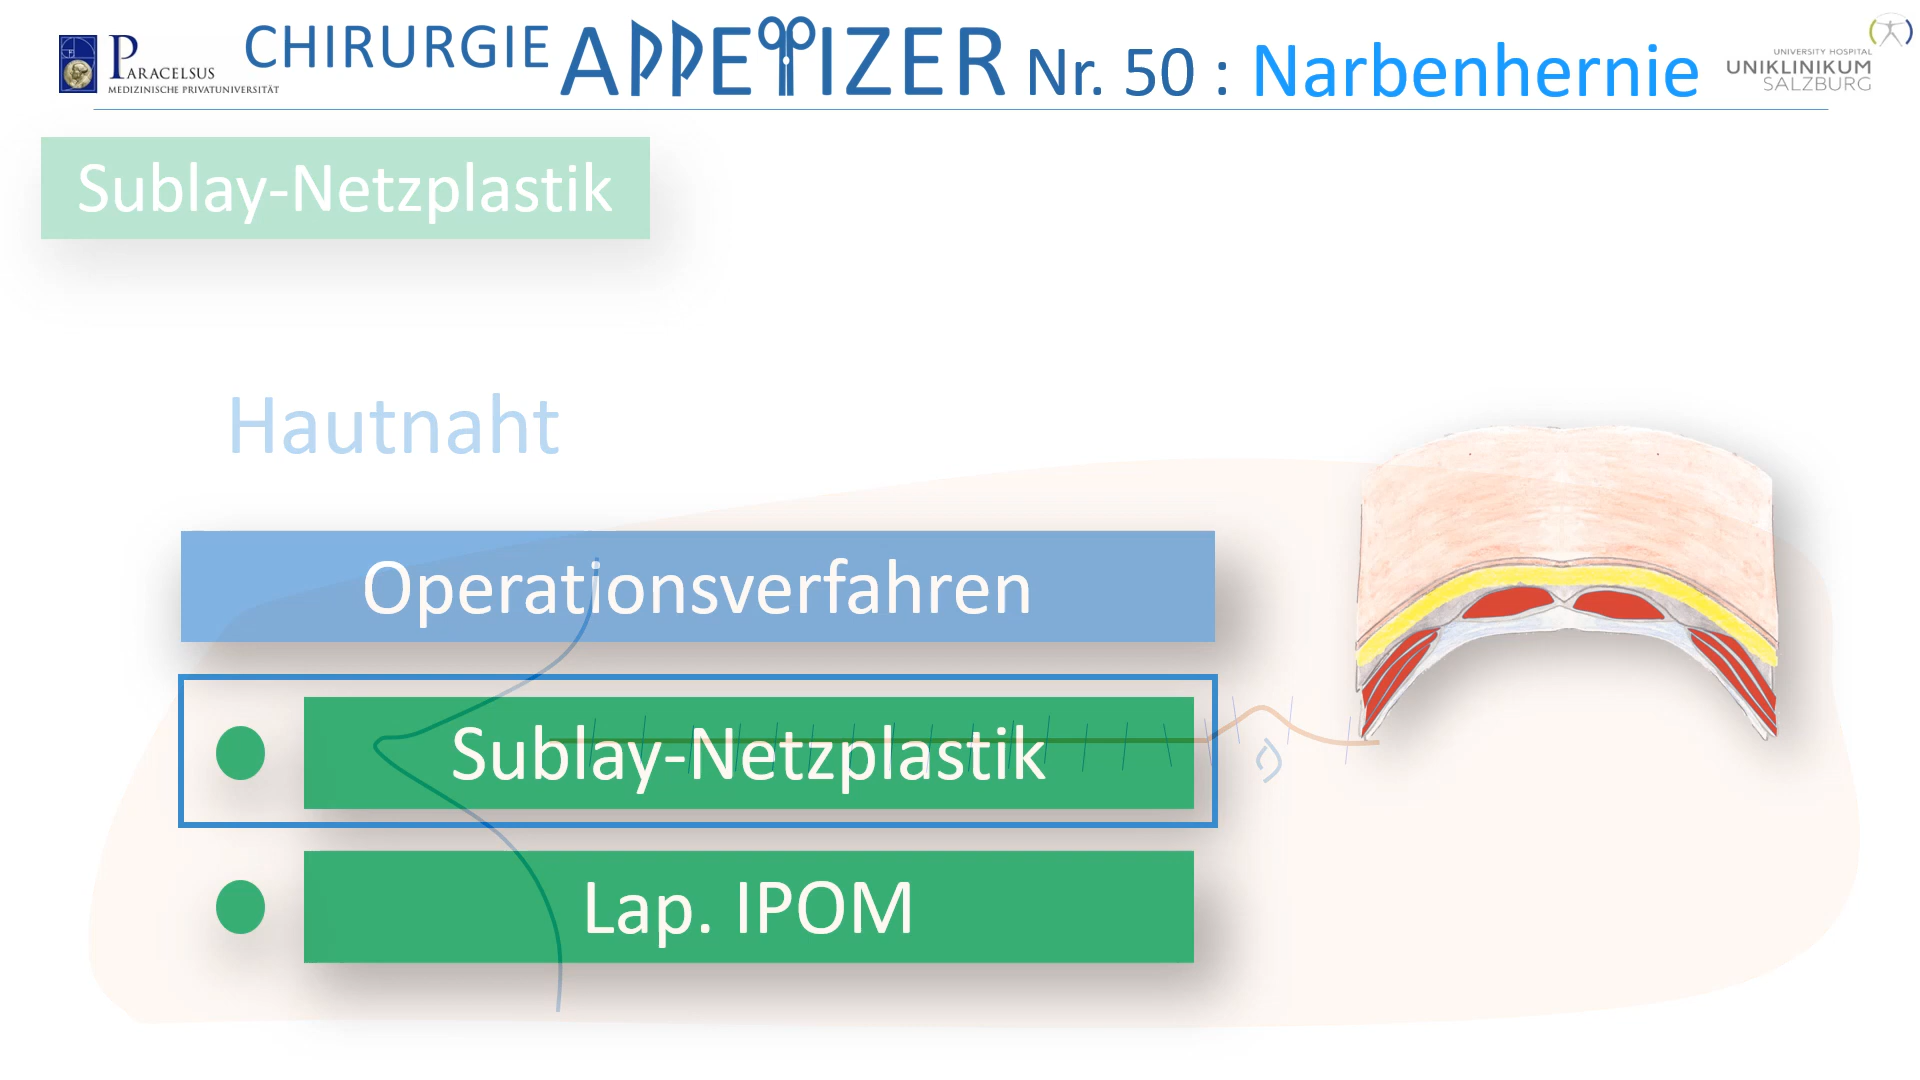 PARACELSUS
MEDIZINISCHE PRIVATUNIVERSITÄT
CHIRURGIE APPETIZER Nr. 50 : Narbenhernie
UNIVERSITY HOSPITAL
UNIKLINIKUM
SALZBURG
Sublay-Netzplastik
Hautnaht
Operationsverfahren
Sublay-Netzplastik
Lap. IPOM